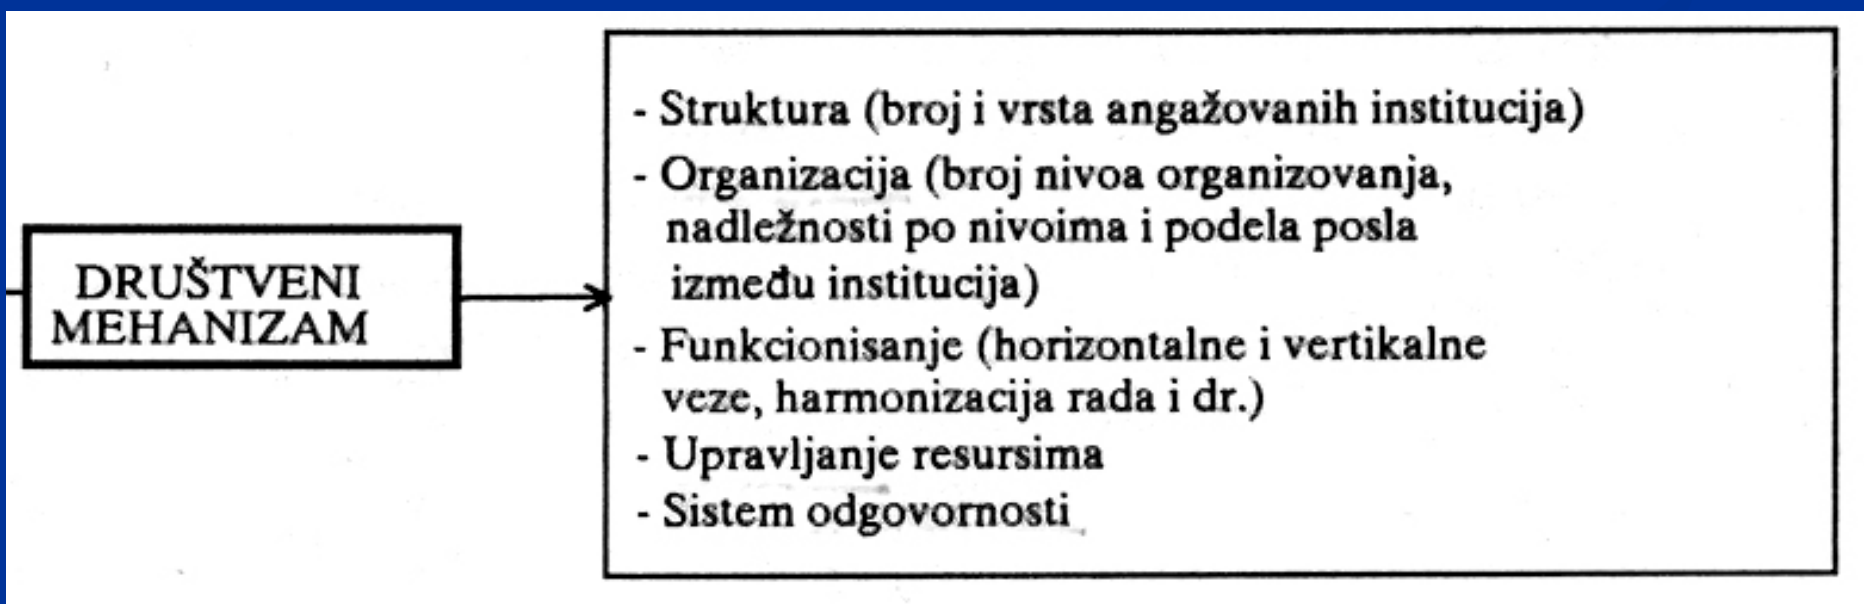 DRUŠTVENI
MEHANIZAM
- Struktura (broj i vrsta angažovanih institucija)
- Organizacija (broj nivoa organizovanja,
nadležnosti po nivoima i podela posla
između institucija)
- Funkcionisanje (horizontalne i vertikalne
veze, harmonizacija rada i dr.)
- Upravljanje resursima
- Sistem odgovornosti